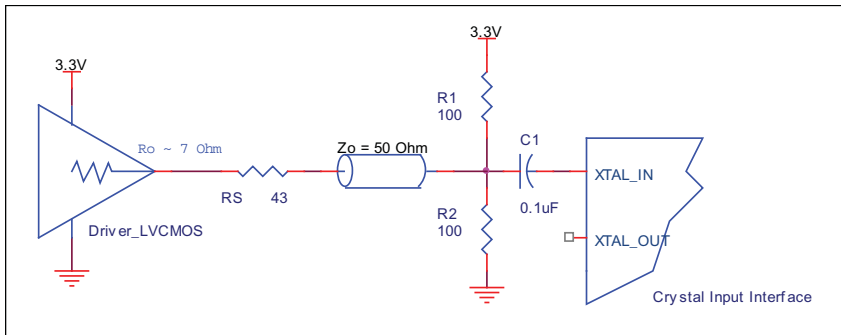 3.3V
3.3V
R1
100
Ro ~ 7 Ohm
Zo = 50 Ohm
C1
XTAL_IN
RS 43
0.1uF
R2
100
XTAL_OUT
Driver_LVCMOS
Crystal Input Interface